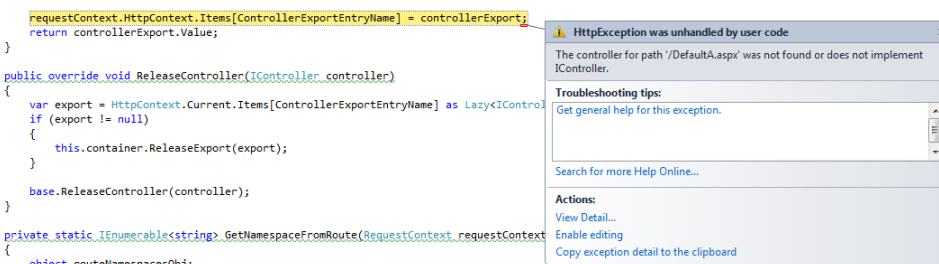 requestContext.HttpContext.Items[ControllerExportEntryName] = controllerExport;
return controllerExport.Value;
}
public override void ReleaseController(IController controller)
{
var export = HttpContext.Current.Items[ControllerExportEntryName] as Lazy<IControl
if (export != null)
{
this.container.ReleaseExport(export);
}
base.ReleaseController(controller);
}
private static IEnumerable<string> GetNamespaceFromRoute(RequestContext requestContext
{
object routeNamespacesObj;
HttpException was unhandled by user code
The controller for path '/DefaultA.aspx' was not found or does not implement
IController.
Troubleshooting tips:
Get general help for this exception.
Search for more Help Online...
Actions:
View Detail...
Enable editing
Copy exception detail to the clipboard